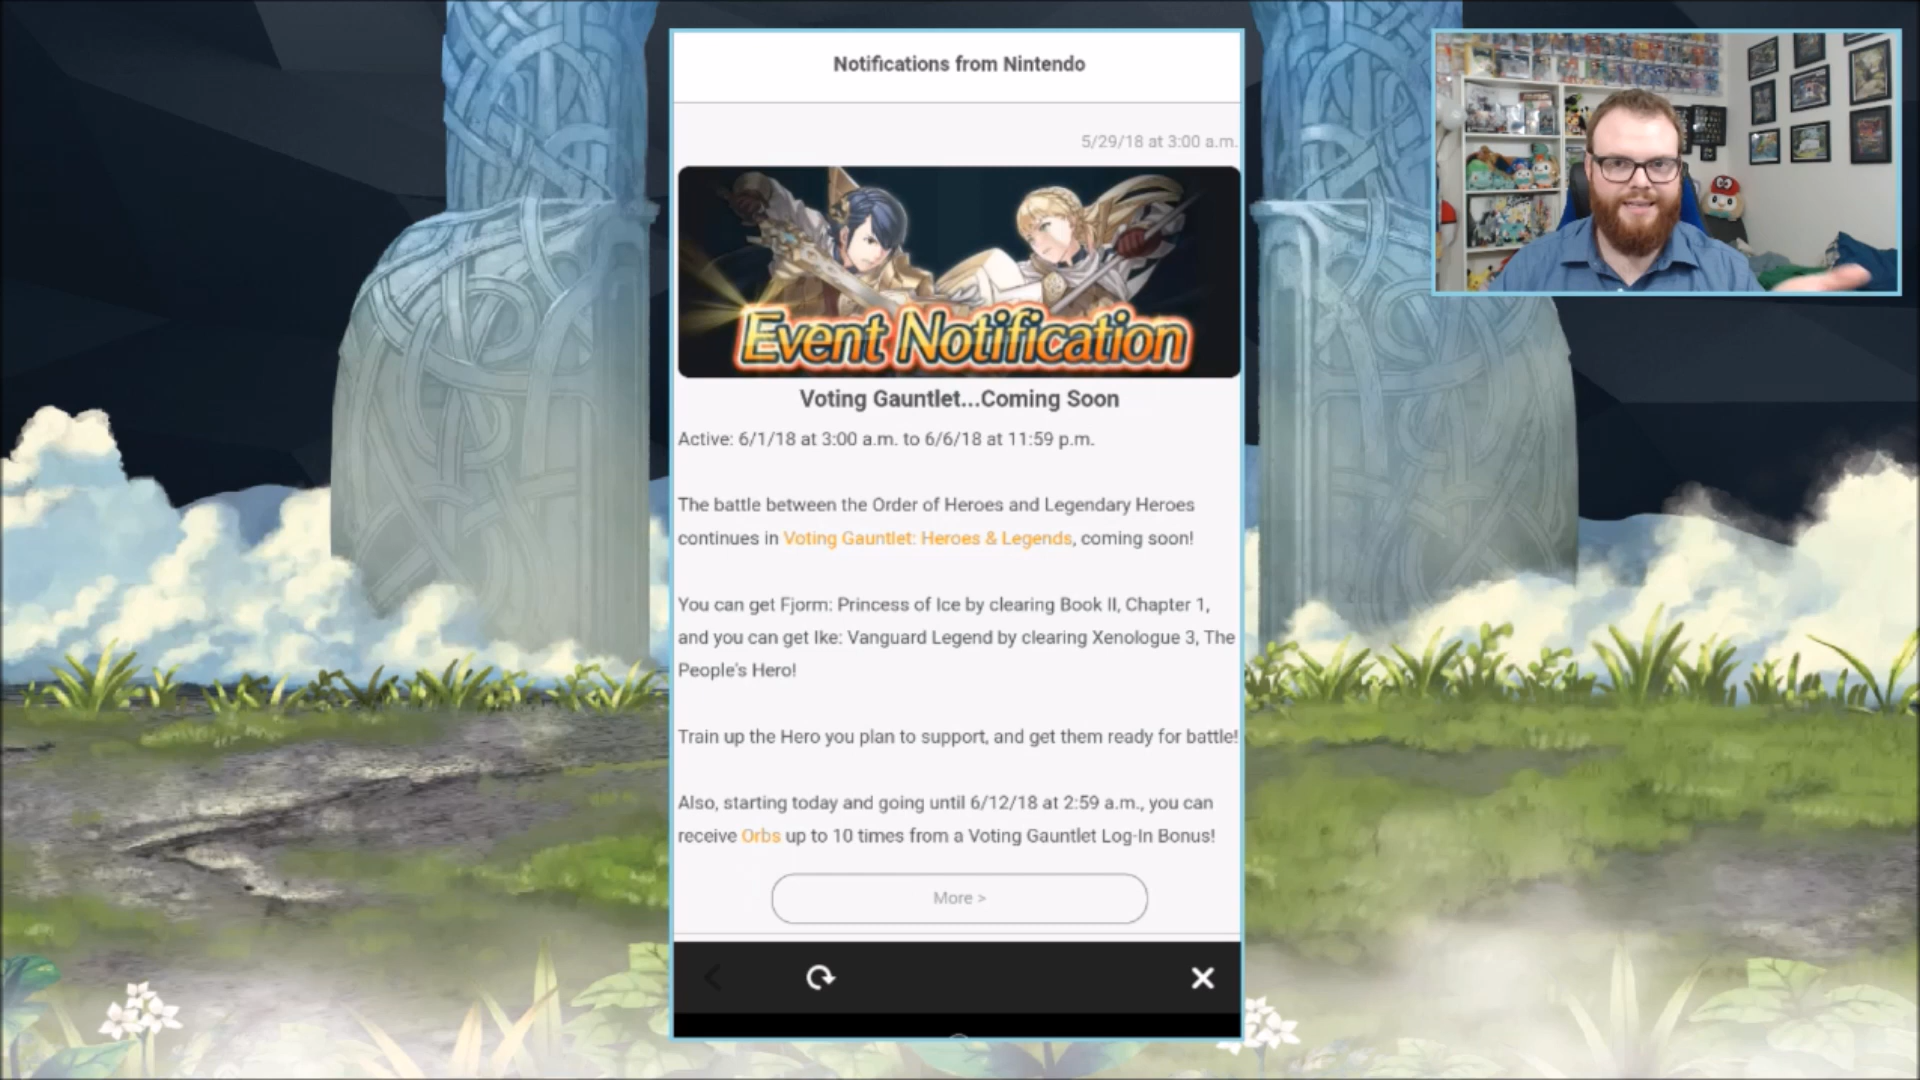 Notifications from Nintendo
5/29/18 at 3:00 a.m.
Event Notification
Voting Gauntlet...Coming Soon
Active: 6/1/18 at 3:00 a.m. to 6/6/18 at 11:59 p.m.
The battle between the Order of Heroes and Legendary Heroes
continues in Voting Gauntlet: Heroes & Legends, coming soon!
You can get Fjorm: Princess of Ice by clearing Book II, Chapter 1,
and you can get Ike: Vanguard Legend by clearing Xenologue 3, The
People's Hero!
Train up the Hero you plan to support, and get them ready for battle!
Also, starting today and going until 6/12/18 at 2:59 a.m., you can
receive Orbs up to 10 times from a Voting Gauntlet Log-In Bonus!
More >